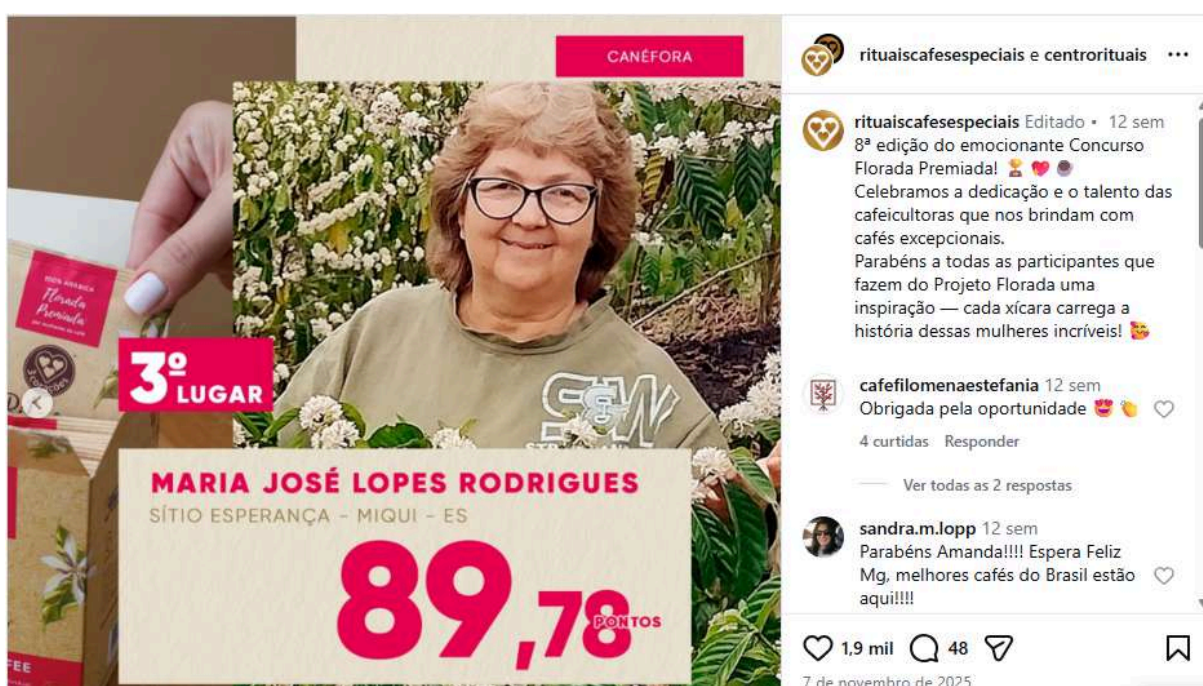 CANÉFORA
100% ARABICA
Florada
Premiada
3º
LUGAR
MARIA JOSÉ LOPES RODRIGUES
SÍTIO ESPERANÇA - MIQUI - ES
89,78
PONTOS
rituaiscafesespeciais e centrorituais
rituaiscafesespeciais Editado • 12 sem
8ª edição do emocionante Concurso
Florada Premiada! 🏆 💖 ☕
Celebramos a dedicação e o talento das
cafeicultoras que nos brindam com
cafés excepcionais.
Parabéns a todas as participantes que
fazem do Projeto Florada uma
inspiração — cada xícara carrega a
história dessas mulheres incríveis! 🥰
cafefilomenaestefania 12 sem
Obrigada pela oportunidade 😍 👏
4 curtidas Responder
Ver todas as 2 respostas
sandra.m.lopp 12 sem
Parabéns Amanda!!!! Espera Feliz
Mg, melhores cafés do Brasil estão
aqui!!!!
1,9 mil 48
7 de novembro de 2025